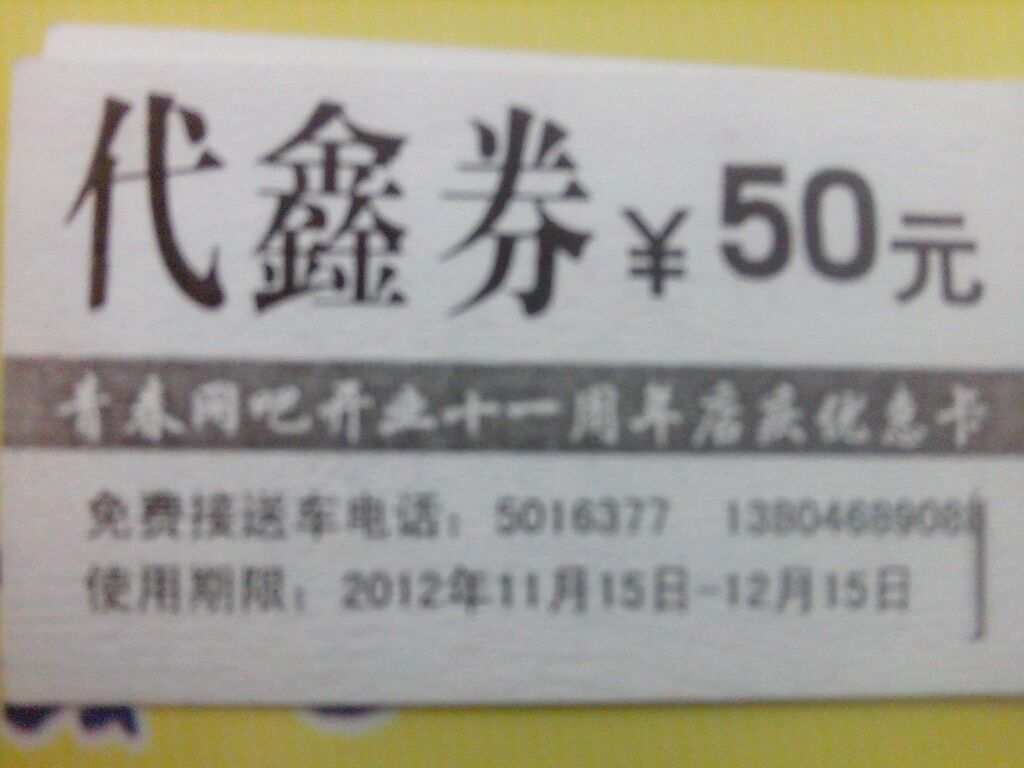 代鑫券 ¥50元
青春网吧开业十一周年店庆优惠卡
免费接送车电话：5016377
使用期限：2012年11月15日-12月15日